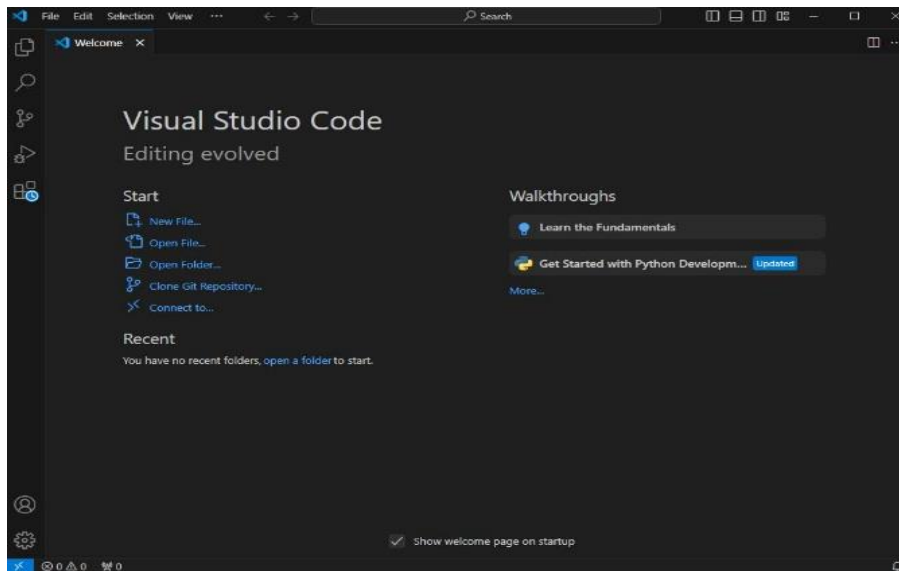 File Edit Selection View ··· Search
Welcome
Visual Studio Code
Editing evolved
Start
New File...
Open File...
Open Folder...
Clone Git Repository...
Connect to...
Recent
You have no recent folders, open a folder to start.
Walkthroughs
Learn the Fundamentals
Get Started with Python Developm... Updated
More...
Show welcome page on startup
0 0 0